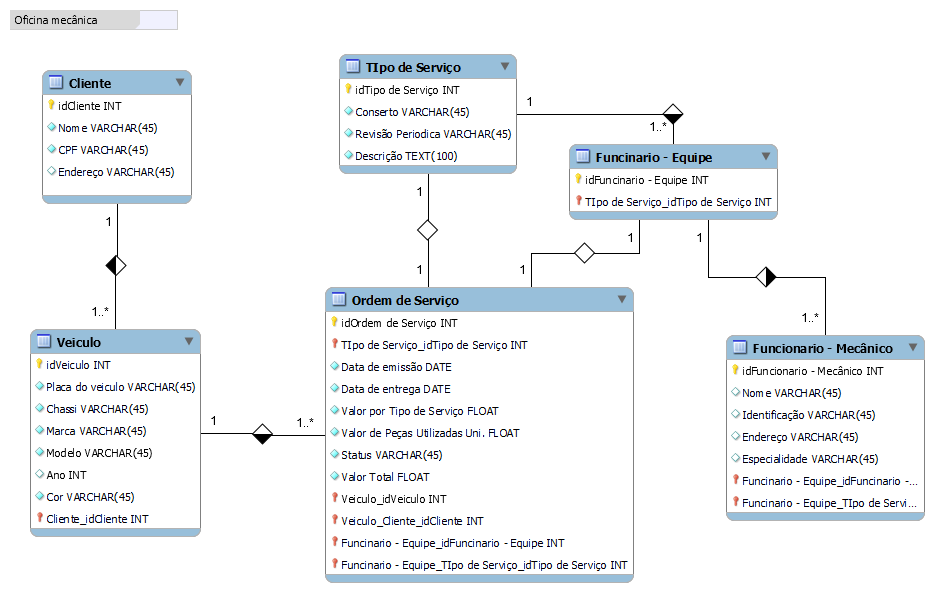 Oficina mecânica
Cliente
idCliente INT
Nome VARCHAR(45)
CPF VARCHAR(45)
Endereço VARCHAR(45)
1
1..*
Veiculo
idVeiculo INT
Placa do veiculo VARCHAR(45)
Chassi VARCHAR(45)
Marca VARCHAR(45)
Modelo VARCHAR(45)
Ano INT
Cor VARCHAR(45)
Cliente_idCliente INT
1
1..*
TIpo de Serviço
idTipo de Serviço INT
Conserto VARCHAR(45)
Revisão Periodica VARCHAR(45)
Descrição TEXT(100)
1
1
1
1..*
Ordem de Serviço
idOrdem de Serviço INT
TIpo de Serviço_idTipo de Serviço INT
Data de emissão DATE
Data de entrega DATE
Valor por Tipo de Serviço FLOAT
Valor de Peças Utilizadas Uni. FLOAT
Status VARCHAR(45)
Valor Total FLOAT
Veiculo_idVeiculo INT
Veiculo_Cliente_idCliente INT
Funcinario - Equipe_idFuncinario - Equipe INT
Funcinario - Equipe_TIpo de Serviço_idTipo de Serviço INT
Funcinario - Equipe
idFuncinario - Equipe INT
TIpo de Serviço_idTipo de Serviço INT
1
1
1
1..*
Funcionario - Mecânico
idFuncionario - Mecânico INT
Nome VARCHAR(45)
Identificação VARCHAR(45)
Endereço VARCHAR(45)
Especialidade VARCHAR(45)
Funcinario - Equipe_idFuncinario -...
Funcinario - Equipe_TIpo de Servi...